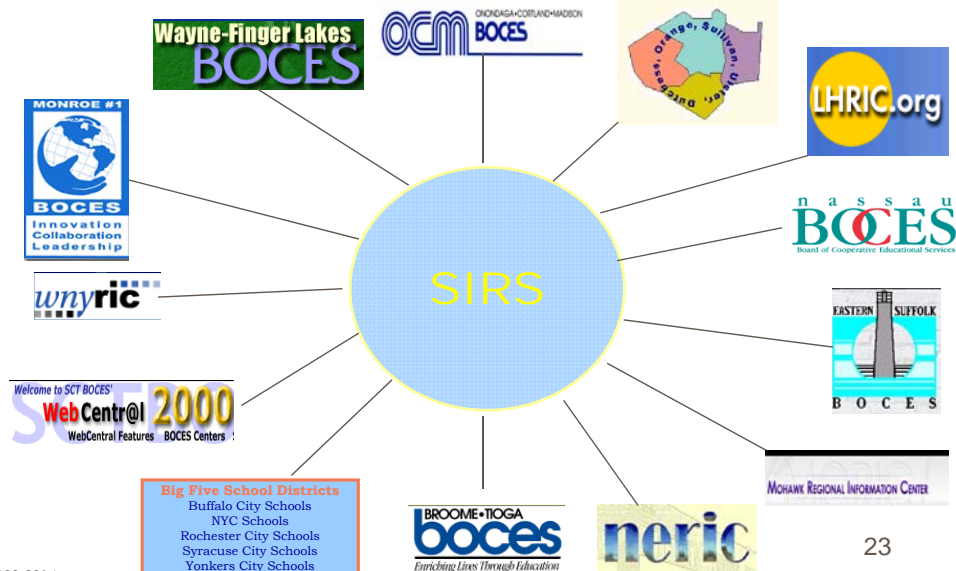 ONONDAGA•CORTLAND•MADISON
OCM BOCES
Wayne-Finger Lakes
BOCES
Dutchess, Orange, Sullivan, Ulster,
LHRIC.org
MONROE #1
BOCES
Innovation
Collaboration
Leadership
nassau
BOCES
Board of Cooperative Educational Services
SIRS
wnyric
EASTERN SUFFOLK
BOCES
Welcome to SCT BOCES'
WebCentr@l 2000
WebCentral Features BOCES Centers
MOHAWK REGIONAL INFORMATION CENTER
Big Five School Districts
Buffalo City Schools
NYC Schools
Rochester City Schools
Syracuse City Schools
Yonkers City Schools
BROOME•TIOGA
boces
Enriching Lives Through Education
neric
23